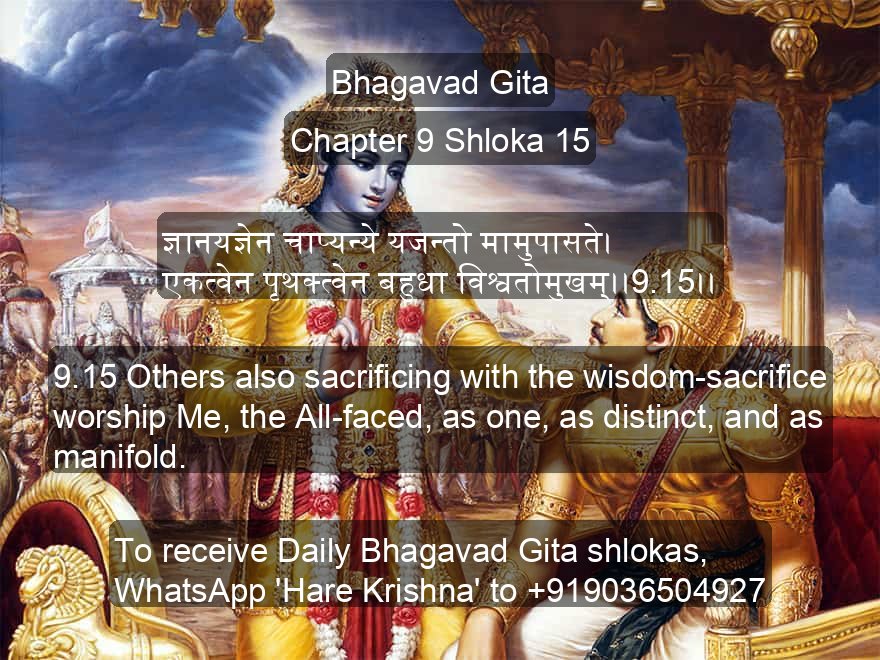 Bhagavad Gita
Chapter 9 Shloka 15
ज्ञानयज्ञेन चाप्यन्ये यजन्तो मामुपासते।
एकत्वेन पृथक्त्वेन बहुधा विश्वतोमुखम्।।9.15।।
9.15 Others also sacrificing with the wisdom-sacrifice
worship Me, the All-faced, as one, as distinct, and as
manifold.
To receive Daily Bhagavad Gita shlokas,
WhatsApp 'Hare Krishna' to +919036504927